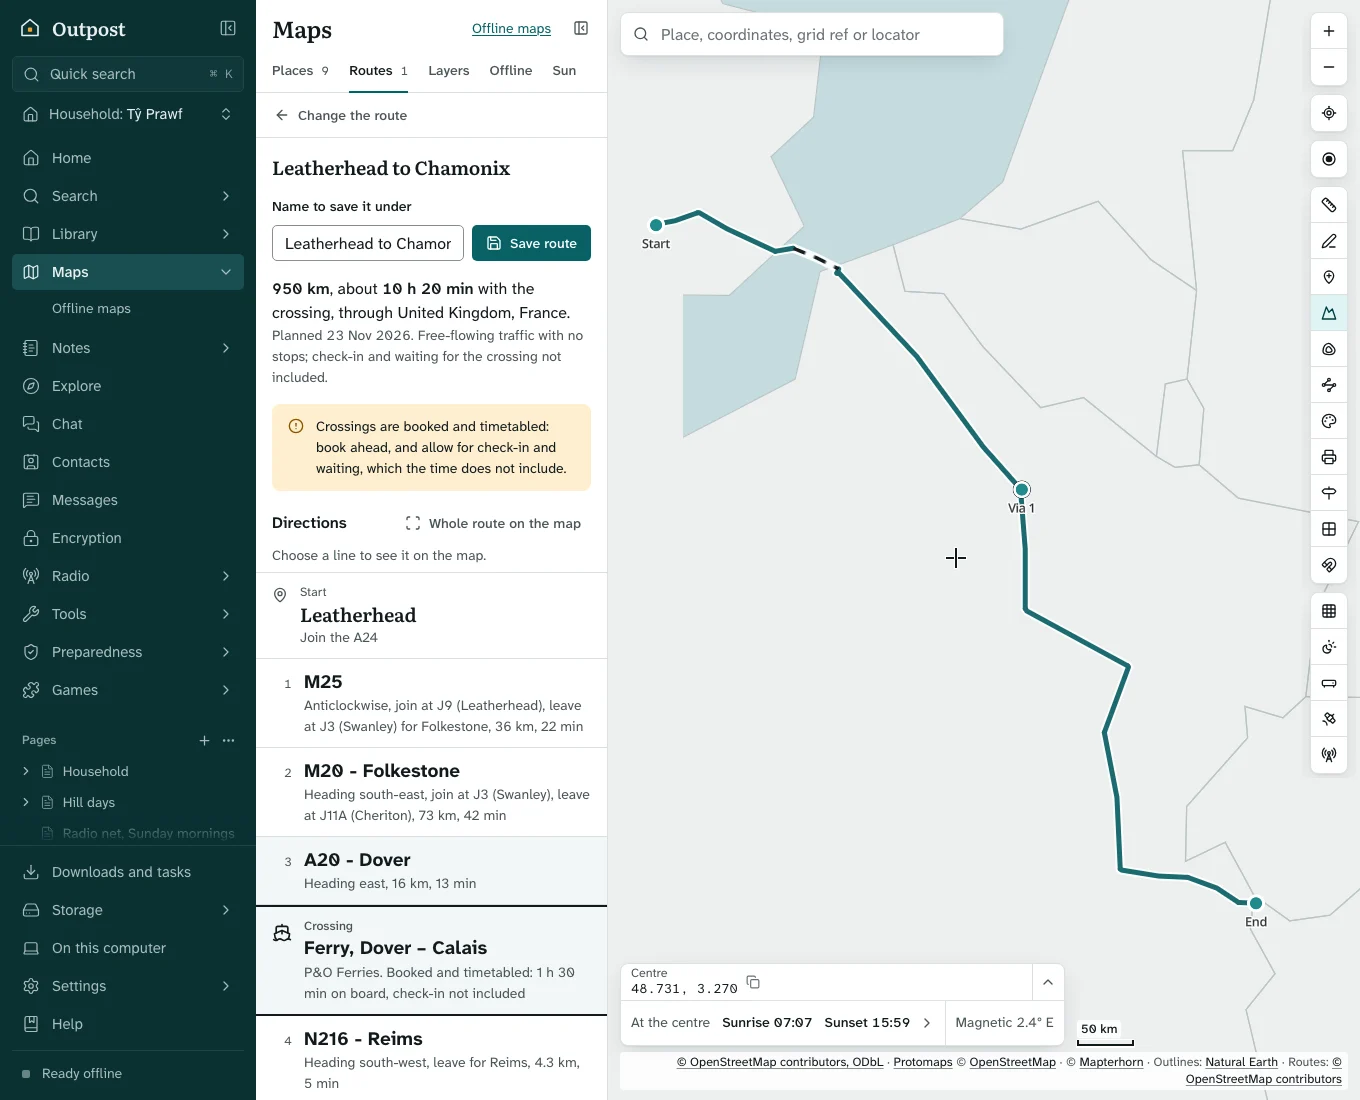 Outpost
Quick search
⌘ K
Household: Tŷ Prawf
Home
Search
Library
Maps
Offline maps
Notes
Explore
Chat
Contacts
Messages
Encryption
Radio
Tools
Preparedness
Games
Pages
Household
Hill days
Radio net, Sunday mornings
Downloads and tasks
Storage
On this computer
Settings
Help
Ready offline
Maps
Offline maps
Places 9
Routes 1
Layers
Offline
Sun
Change the route
Leatherhead to Chamonix
Name to save it under
Leatherhead to Chamor
Save route
950 km, about 10 h 20 min with the
crossing, through United Kingdom, France.
Planned 23 Nov 2026. Free-flowing traffic with no
stops; check-in and waiting for the crossing not
included.
Crossings are booked and timetabled:
book ahead, and allow for check-in and
waiting, which the time does not include.
Directions
Whole route on the map
Choose a line to see it on the map.
Start
Leatherhead
Join the A24
1 M25
Anticlockwise, join at J9 (Leatherhead), leave
at J3 (Swanley) for Folkestone, 36 km, 22 min
2 M20 - Folkestone
Heading south-east, join at J3 (Swanley), leave
at J11A (Cheriton), 73 km, 42 min
3 A20 - Dover
Heading east, 16 km, 13 min
Crossing
Ferry, Dover – Calais
P&O Ferries. Booked and timetabled: 1 h 30
min on board, check-in not included
4 N216 - Reims
Heading south-west, leave for Reims, 4.3 km,
5 min
Place, coordinates, grid ref or locator
Start
Via 1
End
Centre
48.731, 3.270
At the centre Sunrise 07:07 Sunset 15:59
Magnetic 2.4° E
50 km
© OpenStreetMap contributors, ODbL · Protomaps © OpenStreetMap · © Mapterhorn · Outlines: Natural Earth · Routes: ©
OpenStreetMap contributors